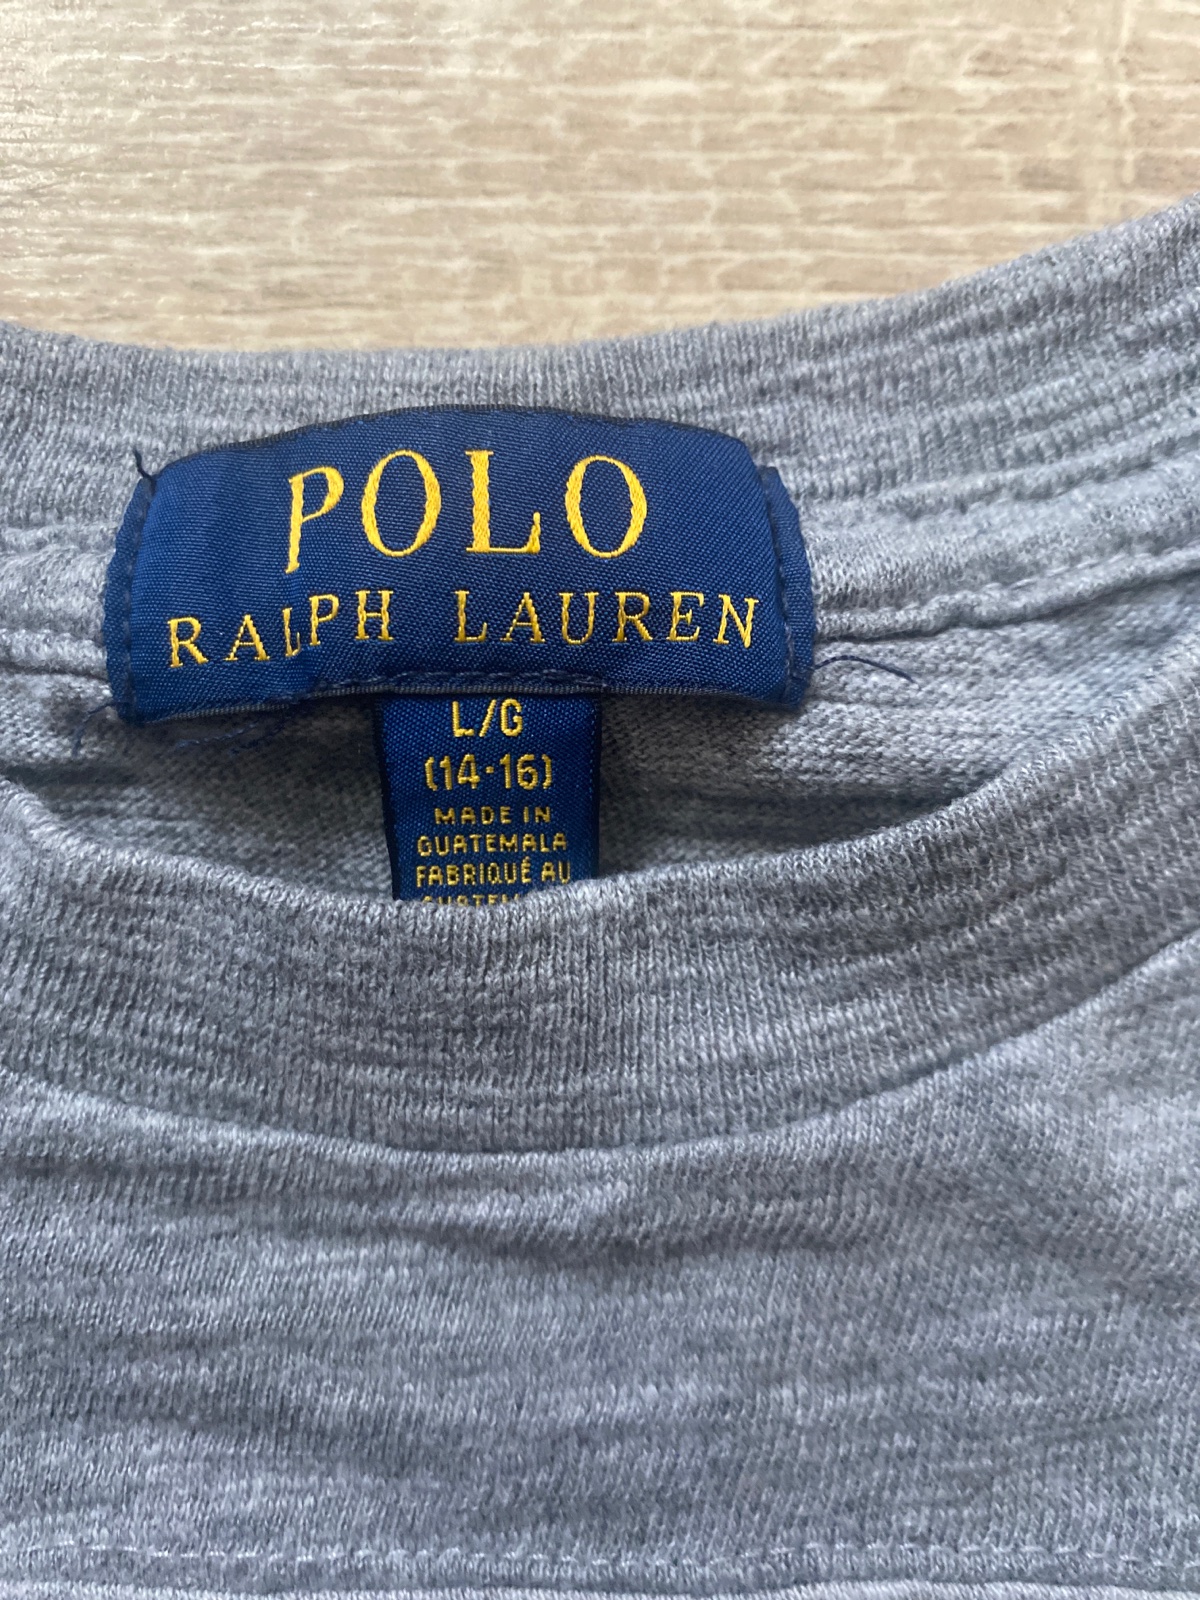 POLO
RALPH LAUREN
L/G
(14·16)
MADE IN
GUATEMALA
FABRIQUÉ AU